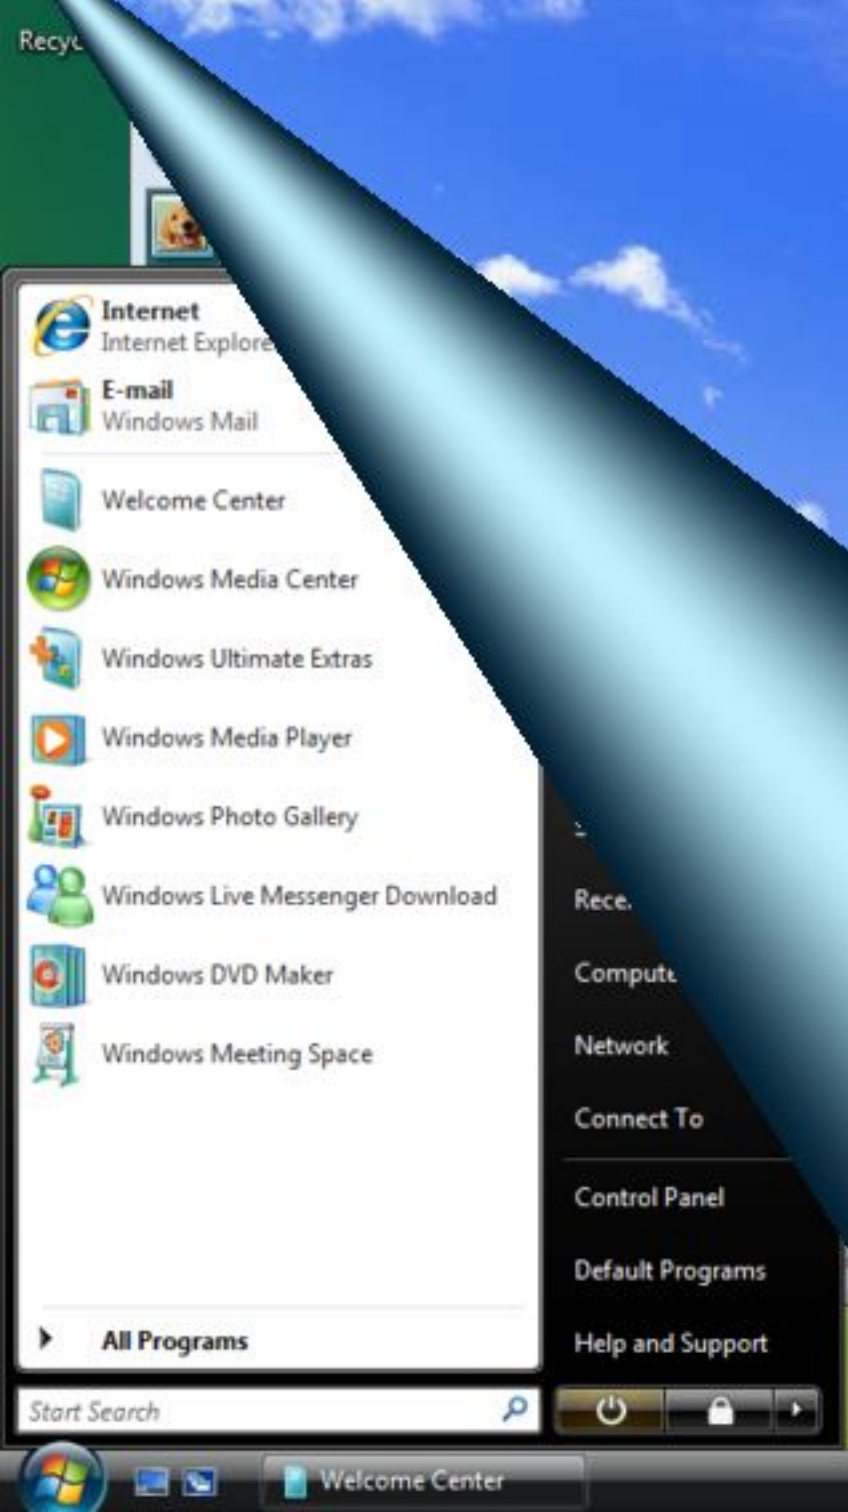 Internet
E-mail
Windows Mail
Welcome Center
Windows Media Center
Windows Ultimate Extras
Windows Media Player
Windows Photo Gallery
Windows Live Messenger Download
Windows DVD Maker
Windows Meeting Space
All Programs
Start Search
Network
Connect To
Control Panel
Default Programs
Help and Support
Welcome Center